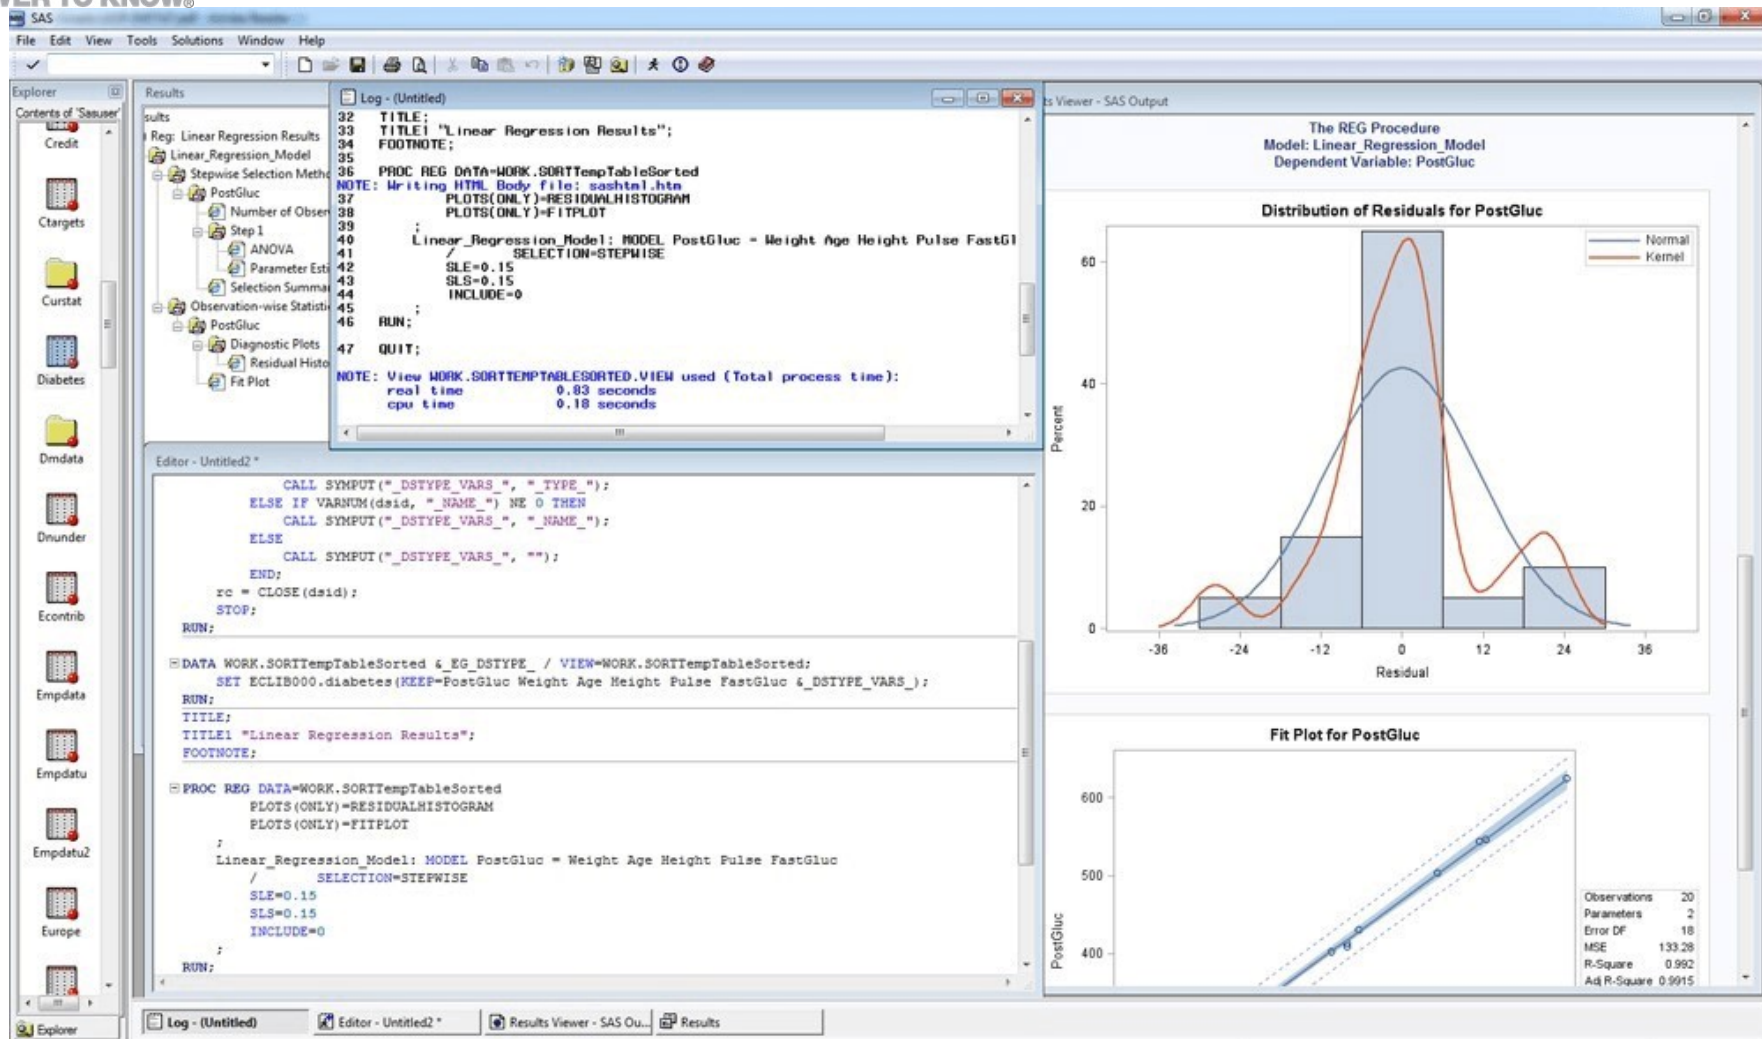 VER TO KNOW®
SAS
File Edit View Tools Solutions Window Help
Explorer
Contents of 'Sasuser'
Credit
Ctargets
Curstat
Diabetes
Dmdata
Dnunder
Econtrib
Empdata
Empdatu
Empdatu2
Europe
Explorer
Results
sults
Reg: Linear Regression Results
Linear_Regression_Model
Stepwise Selection Metho
PostGluc
Number of Obser
Step 1
ANOVA
Parameter Esti
Selection Summa
Observation-wise Statisti
PostGluc
Diagnostic Plots
Residual Histo
Fit Plot
Log - (Untitled)
32 TITLE;
33 TITLE1 "Linear Regression Results";
34 FOOTNOTE;
35
36 PROC REG DATA=WORK.SORTTempTableSorted
NOTE: Writing HTML Body file: sashtml.htm
37 PLOTS(ONLY)=RESIDUALHISTOGRAM
38 PLOTS(ONLY)=FITPLOT
39 ;
40 Linear_Regression_Model: MODEL PostGluc = Weight Age Height Pulse FastGl
41 / SELECTION=STEPWISE
42 SLE=0.15
43 SLS=0.15
44 INCLUDE=0
45 ;
46 RUN;
47 QUIT;
NOTE: View WORK.SORTTEMPTABLESORTED.VIEW used (Total process time):
real time 0.83 seconds
cpu time 0.18 seconds
Editor - Untitled2 *
CALL SYMPUT("_DSTYPE_VARS_", "_TYPE_");
ELSE IF VARNUM(dsid, "_NAME_") NE 0 THEN
CALL SYMPUT("_DSTYPE_VARS_", "_NAME_");
ELSE
CALL SYMPUT("_DSTYPE_VARS_", "");
END;
rc = CLOSE(dsid);
STOP;
RUN;
DATA WORK.SORTTempTableSorted &_EG_DSTYPE_ / VIEW=WORK.SORTTempTableSorted;
SET ECLIB000.diabetes(KEEP=PostGluc Weight Age Height Pulse FastGluc &_DSTYPE_VARS_);
RUN;
TITLE;
TITLE1 "Linear Regression Results";
FOOTNOTE;
PROC REG DATA=WORK.SORTTempTableSorted
PLOTS(ONLY)=RESIDUALHISTOGRAM
PLOTS(ONLY)=FITPLOT
;
Linear_Regression_Model: MODEL PostGluc = Weight Age Height Pulse FastGluc
/ SELECTION=STEPWISE
SLE=0.15
SLS=0.15
INCLUDE=0
;
RUN;
ts Viewer - SAS Output
The REG Procedure
Model: Linear_Regression_Model
Dependent Variable: PostGluc
Distribution of Residuals for PostGluc
Normal
Kernel
60
40
20
0
Percent
-36 -24 -12 0 12 24 36
Residual
Fit Plot for PostGluc
600
500
400
PostGluc
Observations 20
Parameters 2
Error DF 18
MSE 133.28
R-Square 0.992
Adj R-Square 0.9915
Log - (Untitled) Editor - Untitled2 * Results Viewer - SAS Ou... Results